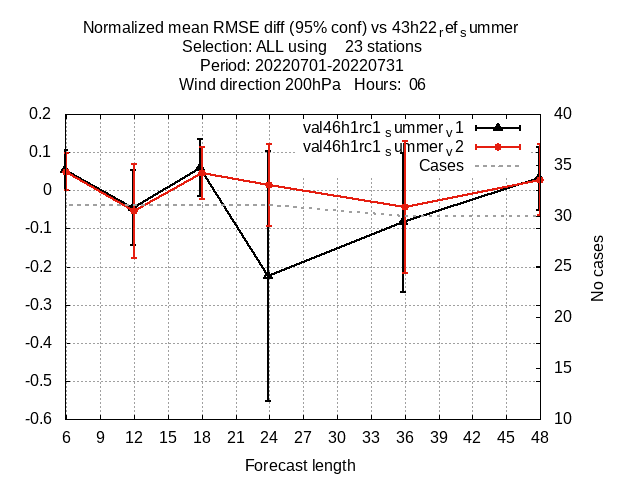 Normalized mean RMSE diff (95% conf) vs 43h22refsummer
Selection: ALL using 23 stations
Period: 20220701-20220731
Wind direction 200hPa Hours: 06
0.2 40
val46h1rc1summerv1
0.1 val46h1rc1summerv2
Cases 35
0
-0.1 30
-0.2 25
-0.3
-0.4 20
-0.5 15
-0.6 10
No cases
6 9 12 15 18 21 24 27 30 33 36 39 42 45 48
Forecast length